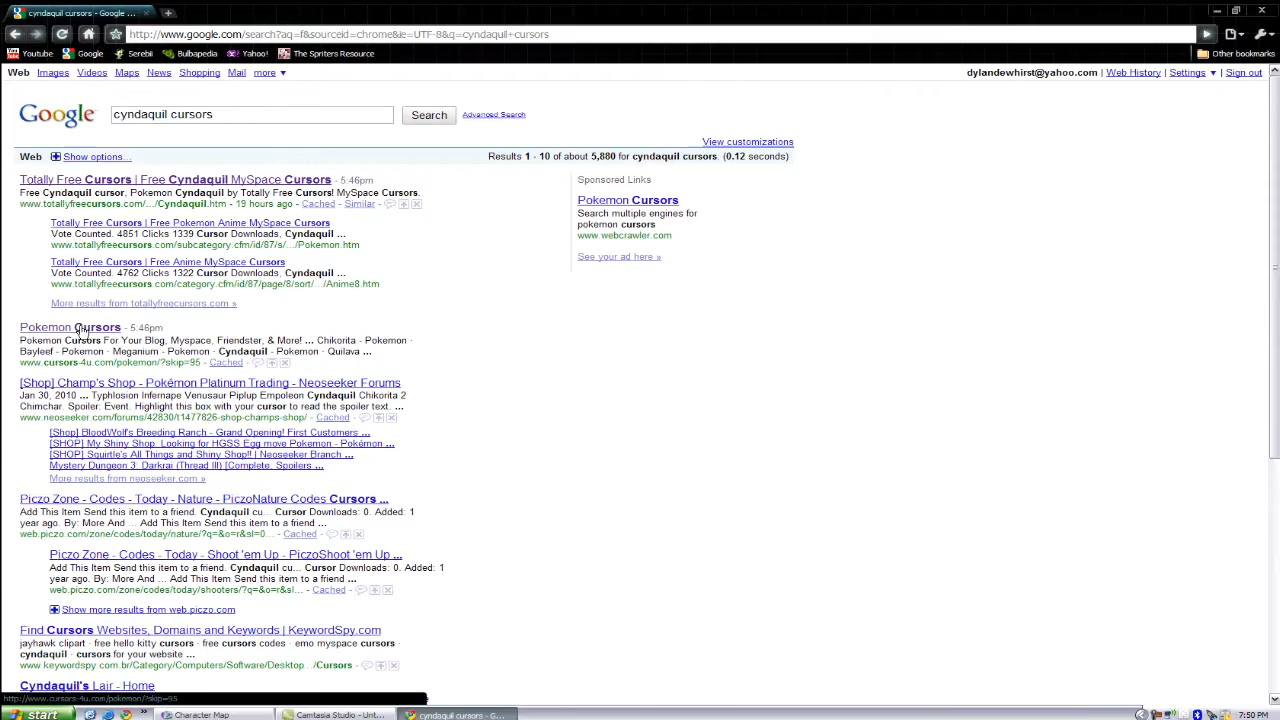 cyndaquil cursors - Goo...
http://www.google.com/search?aq=f&sourceid=chrome&ie=UTF-8&q=cyndaquil+cursors
Youtube Google Serebii Bulbapedia Yahoo! The Spriters Resource Other bookmarks
Web Images Videos Maps News Shopping Mail more ▼ dylandewhirst@yahoo.com | Web History | Settings ▼ | Sign out
Google cyndaquil cursors Search Advanced Search
View customizations
Web Show options... Results 1 - 10 of about 5,880 for cyndaquil cursors. (0.12 seconds)
Totally Free Cursors | Free Cyndaquil MySpace Cursors - 5:46pm
Free Cyndaquil cursor, Pokemon Cyndaquil by Totally Free Cursors! MySpace Cursors.
www.totallyfreecursors.com/.../Cyndaquil.htm - 19 hours ago - Cached - Similar -
Totally Free Cursors | Free Pokemon Anime MySpace Cursors
Vote Counted. 4851 Clicks 1339 Cursor Downloads, Cyndaquil ...
www.totallyfreecursors.com/subcategory.cfm/id/87/s/.../Pokemon.htm
Totally Free Cursors | Free Anime MySpace Cursors
Vote Counted. 4762 Clicks 1322 Cursor Downloads, Cyndaquil ...
www.totallyfreecursors.com/category.cfm/id/87/page/8/sort/.../Anime8.htm
More results from totallyfreecursors.com »
Pokemon Cursors - 5:46pm
Pokemon Cursors For Your Blog, Myspace, Friendster, & More! ... Chikorita - Pokemon ·
Bayleef - Pokemon · Meganium - Pokemon · Cyndaquil - Pokemon · Quilava ...
www.cursors-4u.com/pokemon/?skip=95 - Cached -
[Shop] Champ's Shop - Pokémon Platinum Trading - Neoseeker Forums
Jan 30, 2010 ... Typhlosion Infernape Venusaur Piplup Empoleon Cyndaquil Chikorita 2
Chimchar. Spoiler: Event. Highlight this box with your cursor to read the spoiler text. ...
www.neoseeker.com/forums/42830/t1477826-shop-champs-shop/ - Cached -
[Shop] BloodWolf's Breeding Ranch - Grand Opening! First Customers ...
[SHOP] My Shiny Shop. Looking for HGSS Egg move Pokemon - Pokémon ...
[SHOP] Squirtle's All Things and Shiny Shop!! | Neoseeker Branch ...
Mystery Dungeon 3: Darkrai (Thread III) [Complete. Spoilers ...
More results from neoseeker.com »
Piczo Zone - Codes - Today - Nature - PiczoNature Codes Cursors ...
Add This Item Send this item to a friend. Cyndaquil cu... Cursor Downloads: 0. Added: 1
year ago. By: More And ... Add This Item Send this item to a friend ...
web.piczo.com/zone/codes/today/nature/?q=&o=r&sl=0... - Cached -
Piczo Zone - Codes - Today - Shoot 'em Up - PiczoShoot 'em Up ...
Add This Item Send this item to a friend. Cyndaquil cu... Cursor Downloads: 0. Added: 1
year ago. By: More And ... Add This Item Send this item to a friend ...
web.piczo.com/zone/codes/today/shooters/?q=&o=r&sl... - Cached -
Show more results from web.piczo.com
Find Cursors Websites, Domains and Keywords | KeywordSpy.com
jayhawk clipart · free hello kitty cursors · free cursors codes · emo myspace cursors ·
cyndaquil · cursors for your website ...
www.keywordspy.com.br/Category/Computers/Software/Desktop.../Cursors -
Cyndaquil's Lair - Home
Sponsored Links
Pokemon Cursors
Search multiple engines for
pokemon cursors
www.webcrawler.com
See your ad here »
http://www.cursors-4u.com/pokemon/?skip=95
start Character Map Camtasia Studio - Unt... cyndaquil cursors - G... 7:50 PM